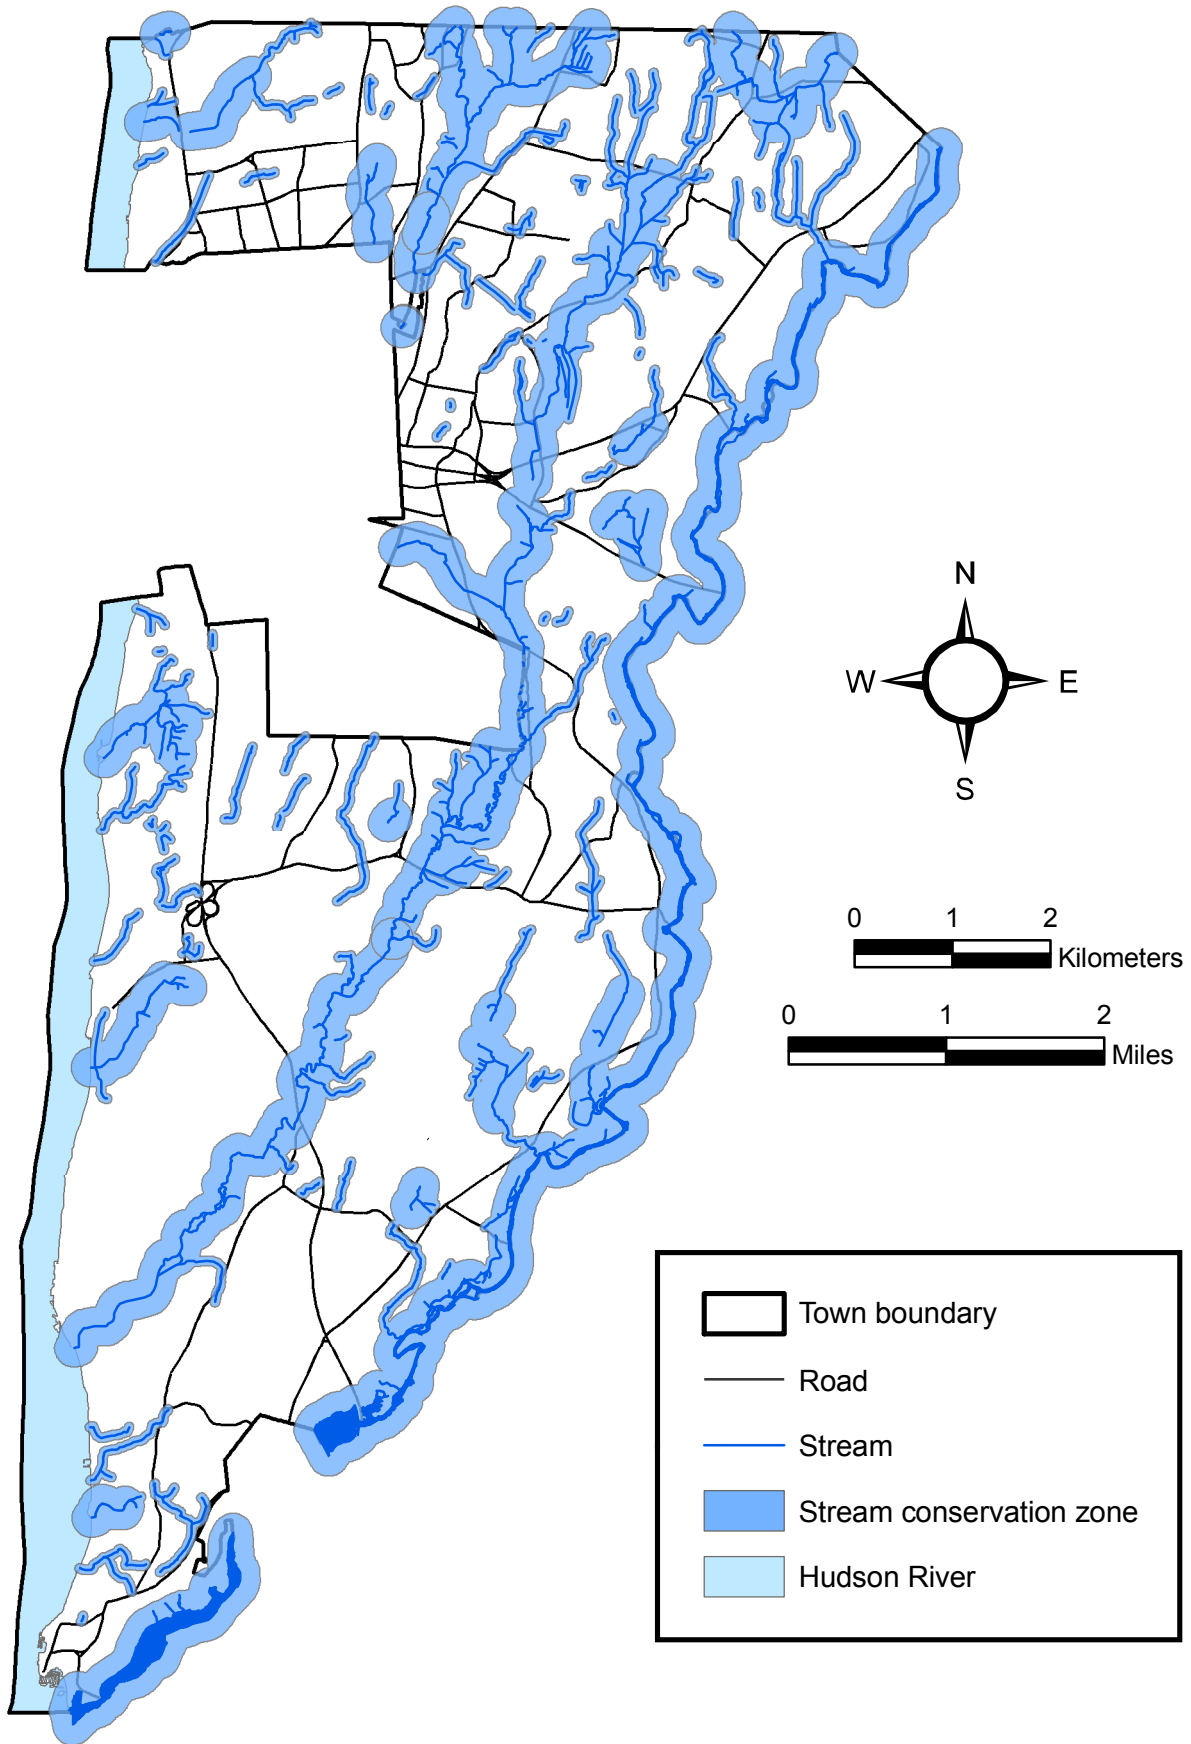 N
W E
S
0 1 2
Kilometers
0 1 2
Miles
Town boundary
Road
Stream
Stream conservation zone
Hudson River